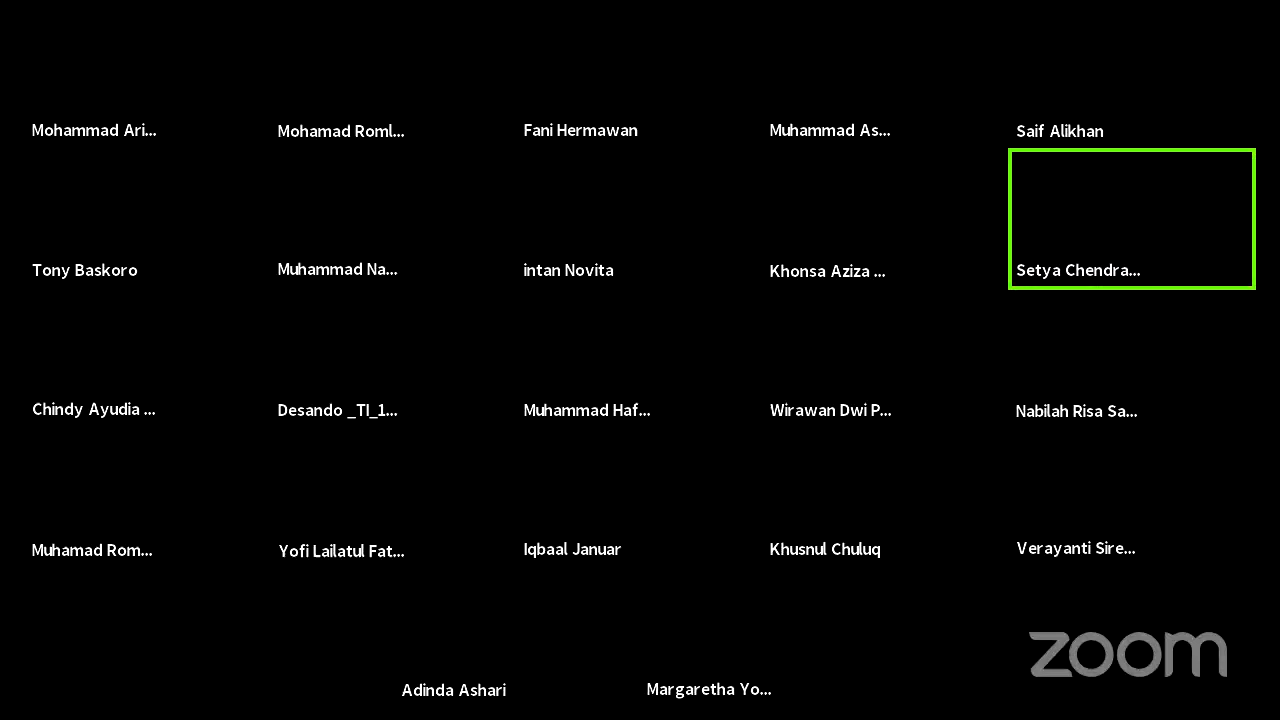 Mohammad Ari...
Mohamad Roml...
Fani Hermawan
Muhammad As...
Saif Alikhan
Tony Baskoro
Muhammad Na...
intan Novita
Khonsa Aziza ...
Setya Chendra...
Chindy Ayudia ...
Desando _TI_1...
Muhammad Haf...
Wirawan Dwi P...
Nabilah Risa Sa...
Muhamad Rom...
Yofi Lailatul Fat...
Iqbaal Januar
Khusnul Chuluq
Verayanti Sire...
Adinda Ashari
Margaretha Yo...
zoom